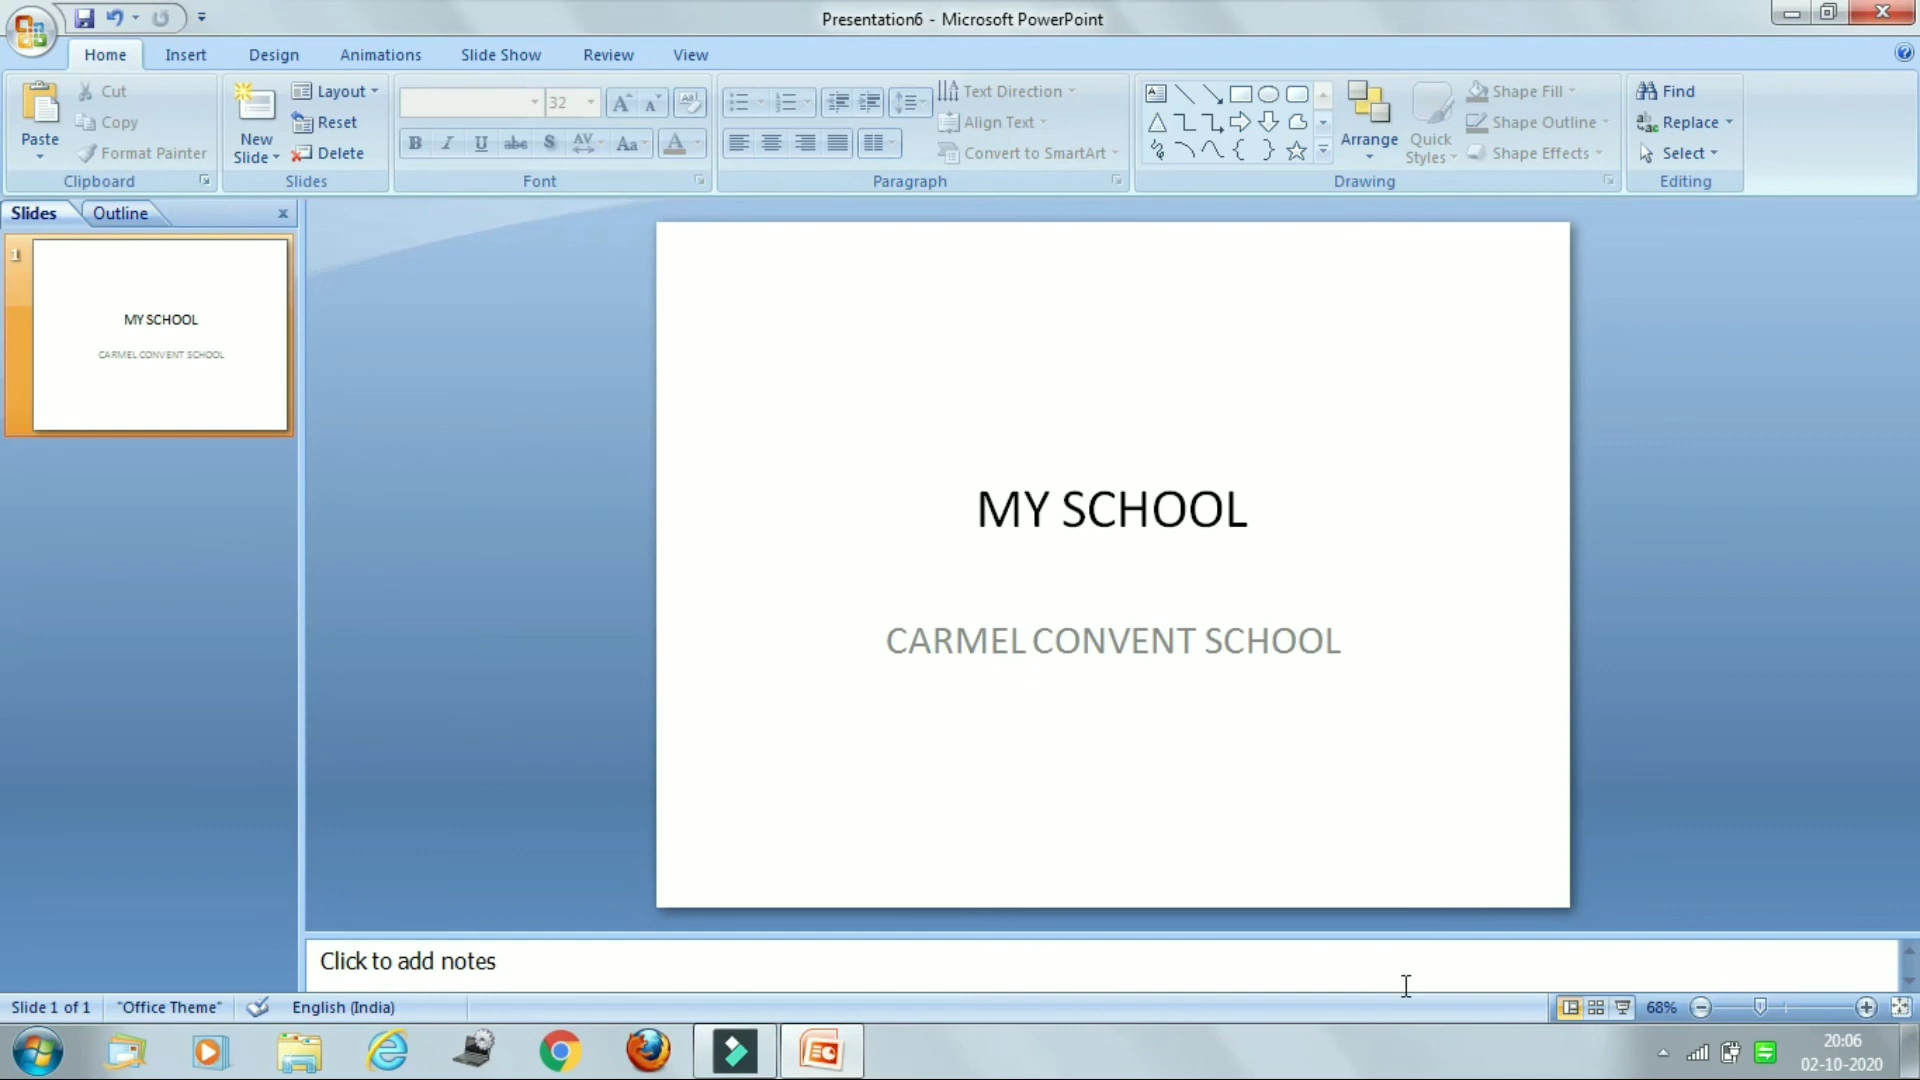 Presentation6 - Microsoft PowerPoint
Home Insert Design Animations Slide Show Review View
Paste
Cut
Copy
Format Painter
Clipboard
New Slide
Layout
Reset
Delete
Slides
32
B I U abc S AV Aa A
Font
Text Direction
Align Text
Convert to SmartArt
Paragraph
Arrange
Quick Styles
Shape Fill
Shape Outline
Shape Effects
Drawing
Find
Replace
Select
Editing
Slides Outline
1
MY SCHOOL
CARMEL CONVENT SCHOOL
MY SCHOOL
CARMEL CONVENT SCHOOL
Click to add notes
Slide 1 of 1 "Office Theme" English (India) 68%
20:06
02-10-2020